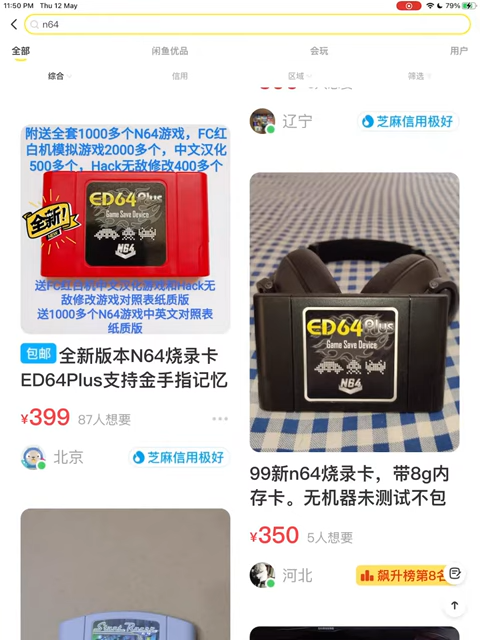 11:50 PM Thu 12 May
79%
n64
全部
闲鱼优品
会玩
用户
综合
信用
区域
筛选
附送全套1000多个N64游戏，FC红
白机模拟游戏2000多个，中文汉化
500多个，Hack无敌修改400多个
全新!
ED64Plus
Game Save Device
N64
送FC红白机中文汉化游戏和Hack无
敌修改游戏对照表纸质版
送1000多个N64游戏中英文对照表
纸质版
包邮 全新版本N64烧录卡
ED64Plus支持金手指记忆
¥399 87人想要
北京
芝麻信用极好
辽宁
芝麻信用极好
ED64Plus
Game Save Device
N64
99新n64烧录卡，带8g内
存卡。无机器未测试不包
¥350 5人想要
河北
飙升榜第8名